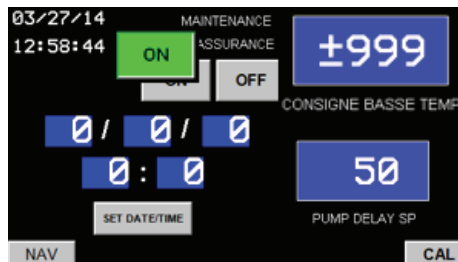 03/27/14
MAINTENANCE
12:58:44
ON
ASSURANCE
±999
OFF
CONSIGNE BASSE TEMP
0 / 0 / 0
0 : 0
50
SET DATE/TIME
PUMP DELAY SP
NAV
CAL